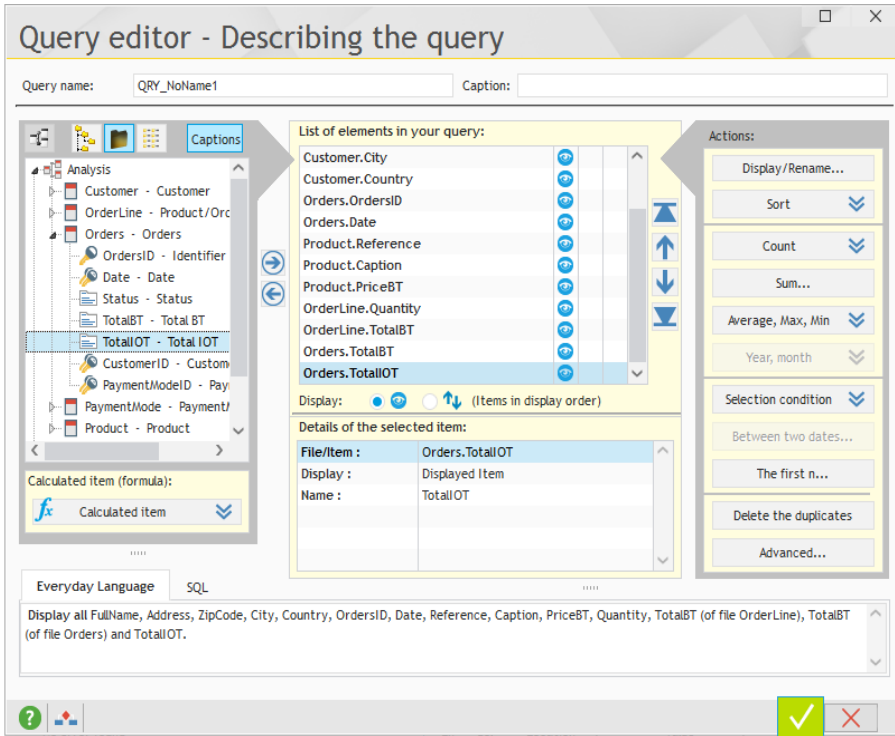 Query editor - Describing the query
Query name: QRY_NoName1 Caption:
Captions
Analysis
Customer - Customer
OrderLine - Product/Orc
Orders - Orders
OrdersID - Identifier
Date - Date
Status - Status
TotalBT - Total BT
TotalIOT - Total IOT
CustomerID - Custom
PaymentModeID - Pay
PaymentMode - Payment
Product - Product
Calculated item (formula):
fx Calculated item
List of elements in your query:
Customer.City
Customer.Country
Orders.OrdersID
Orders.Date
Product.Reference
Product.Caption
Product.PriceBT
OrderLine.Quantity
OrderLine.TotalBT
Orders.TotalBT
Orders.TotalIOT
Display: (Items in display order)
Details of the selected item:
File/Item : Orders.TotalIOT
Display : Displayed Item
Name : TotalIOT
Actions:
Display/Rename...
Sort
Count
Sum...
Average, Max, Min
Year, month
Selection condition
Between two dates...
The first n...
Delete the duplicates
Advanced...
Everyday Language SQL
Display all FullName, Address, ZipCode, City, Country, OrdersID, Date, Reference, Caption, PriceBT, Quantity, TotalBT (of file OrderLine), TotalBT
(of file Orders) and TotalIOT.
?